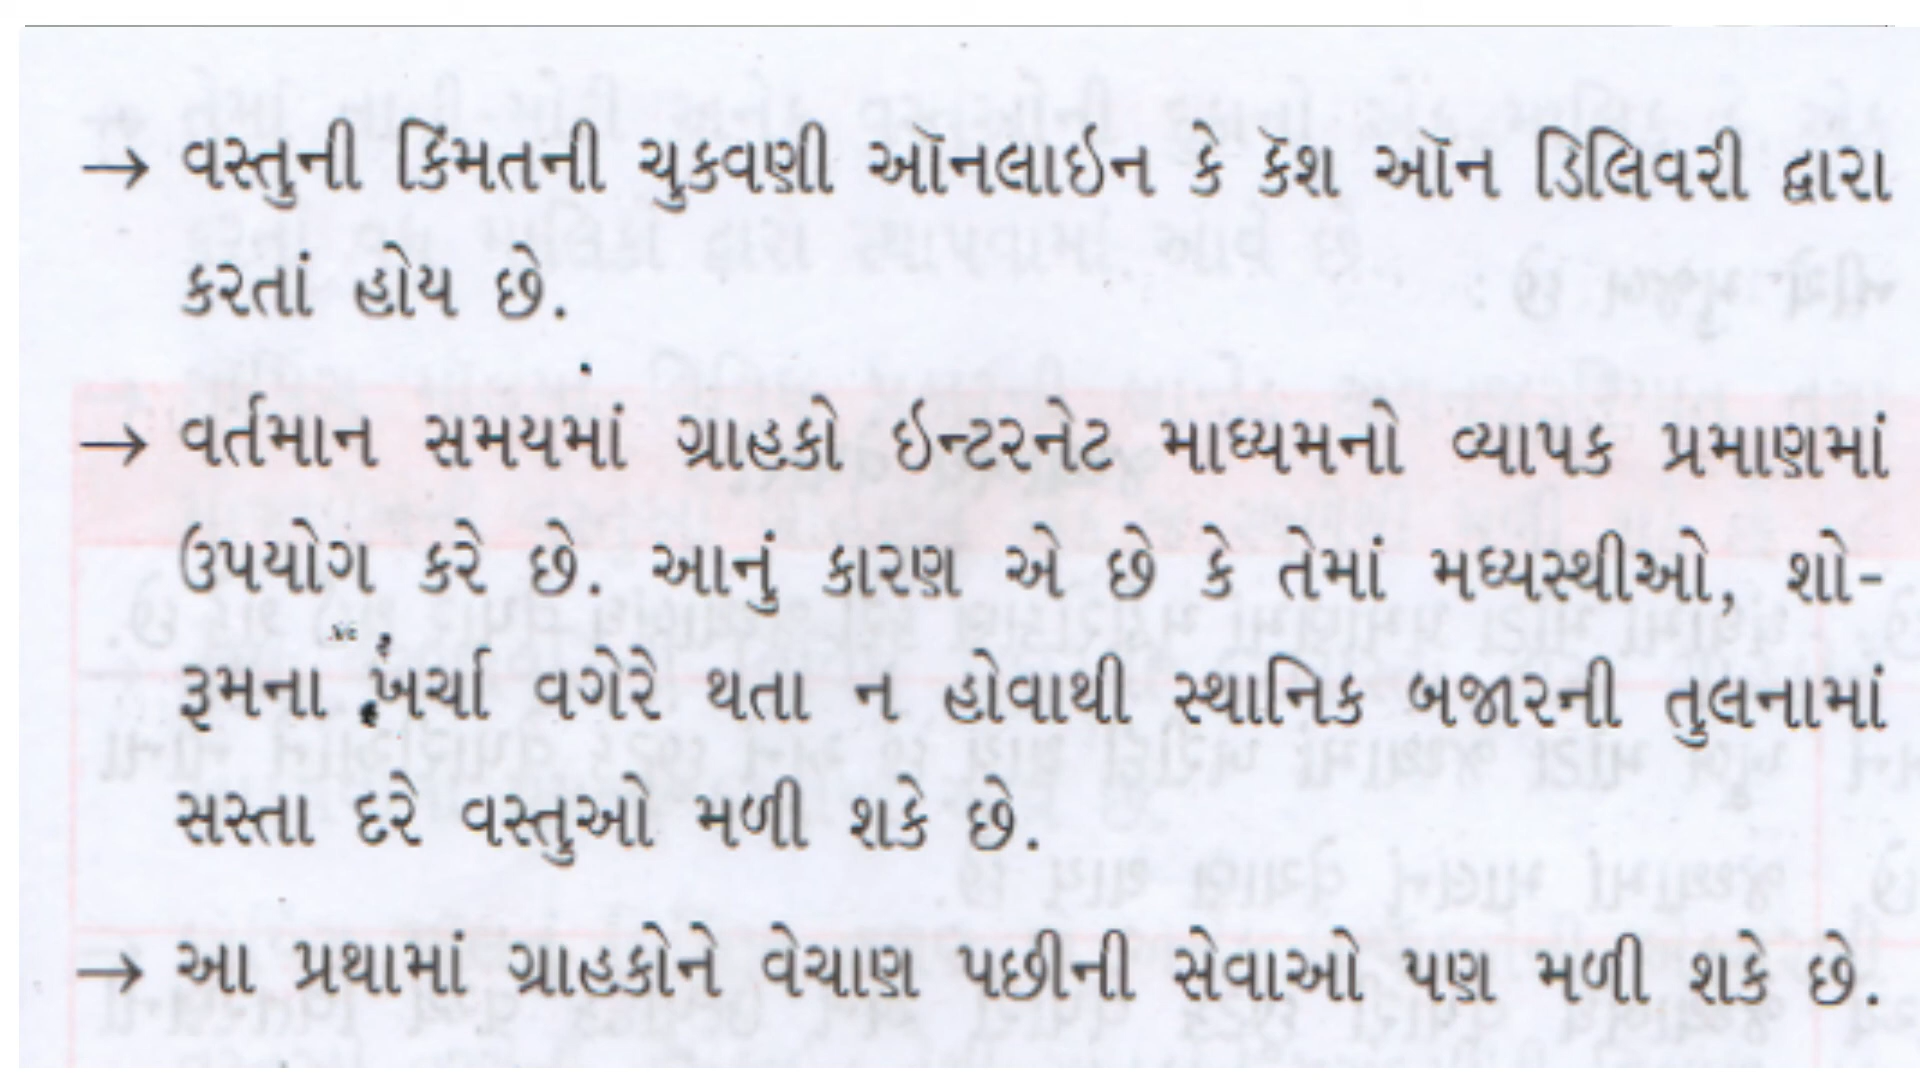 → વસ્તુની કિંમતની ચુકવણી ઑનલાઇન કે કૅશ ઑન ડિલિવરી દ્વારા
કરતાં હોય છે.
→ વર્તમાન સમયમાં ગ્રાહકો ઇન્ટરનેટ માધ્યમનો વ્યાપક પ્રમાણમાં
ઉપયોગ કરે છે. આનું કારણ એ છે કે તેમાં મધ્યસ્થીઓ, શો-
રૂમના ખર્ચા વગેરે થતા ન હોવાથી સ્થાનિક બજારની તુલનામાં
સસ્તા દરે વસ્તુઓ મળી શકે છે.
→ આ પ્રથામાં ગ્રાહકોને વેચાણ પછીની સેવાઓ પણ મળી શકે છે.